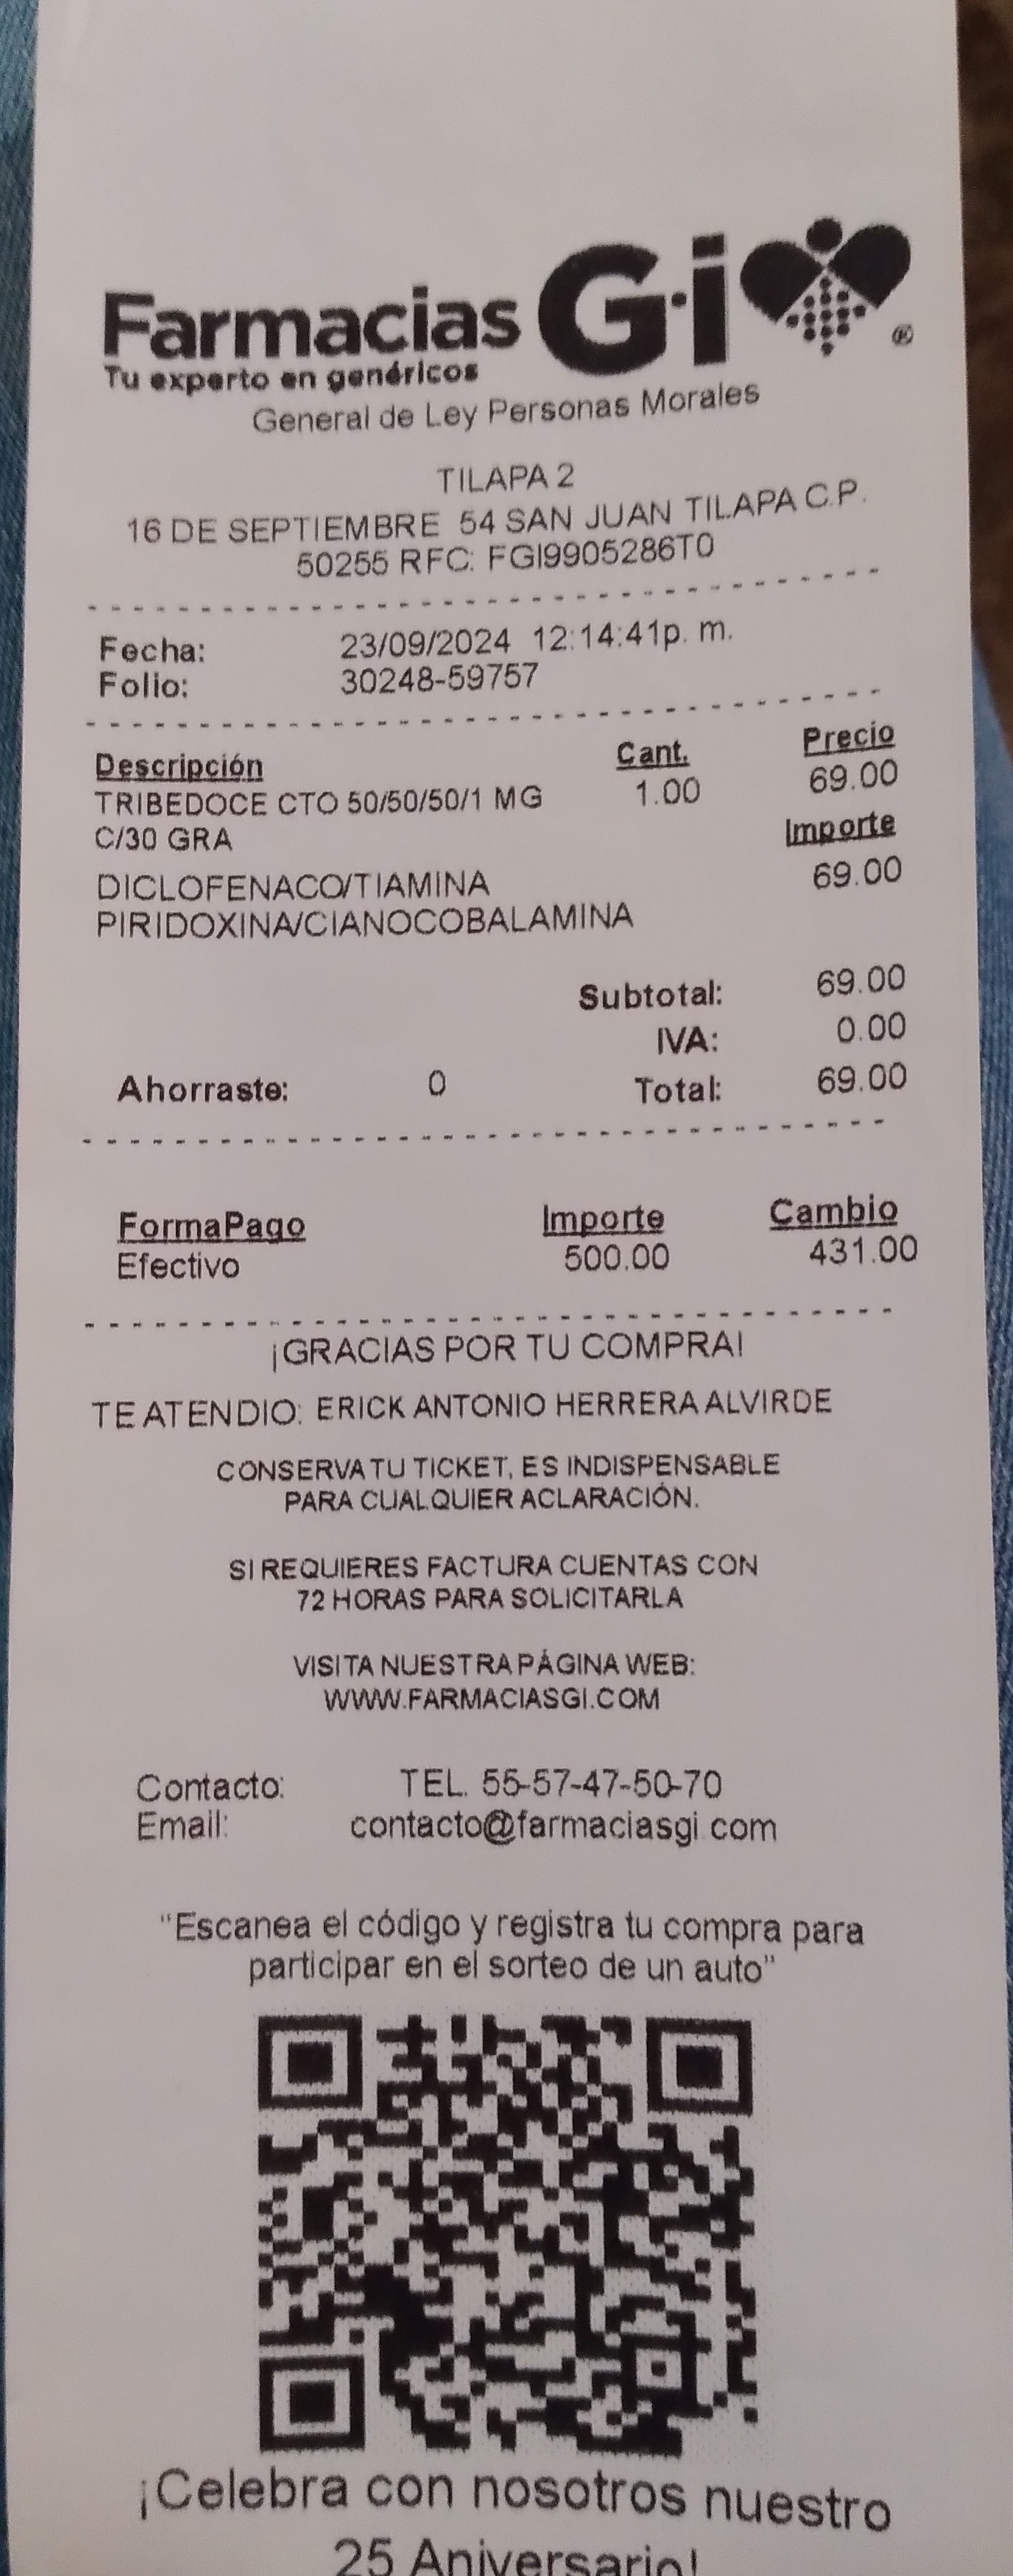 Farmacias Gi ®
Tu experto en genéricos
General de Ley Personas Morales
TILAPA 2
16 DE SEPTIEMBRE 54 SAN JUAN TILAPA C.P.
50255 RFC: FGI9905286T0
Fecha: 23/09/2024 12:14:41p. m.
Folio: 30248-59757
Descripción Cant. Precio
TRIBEDOCE CTO 50/50/50/1 MG 1.00 69.00
C/30 GRA Importe
DICLOFENACO/TIAMINA 69.00
PIRIDOXINA/CIANOCOBALAMINA
Subtotal: 69.00
IVA: 0.00
Ahorraste: 0 Total: 69.00
FormaPago Importe Cambio
Efectivo 500.00 431.00
¡GRACIAS POR TU COMPRA!
TE ATENDIO: ERICK ANTONIO HERRERA ALVIRDE
CONSERVA TU TICKET, ES INDISPENSABLE
PARA CUALQUIER ACLARACIÓN.
SI REQUIERES FACTURA CUENTAS CON
72 HORAS PARA SOLICITARLA
VISITA NUESTRA PÁGINA WEB:
WWW.FARMACIASGI.COM
Contacto: TEL. 55-57-47-50-70
Email: contacto@farmaciasgi.com
"Escanea el código y registra tu compra para
participar en el sorteo de un auto"
¡Celebra con nosotros nuestro
25 Aniversario!